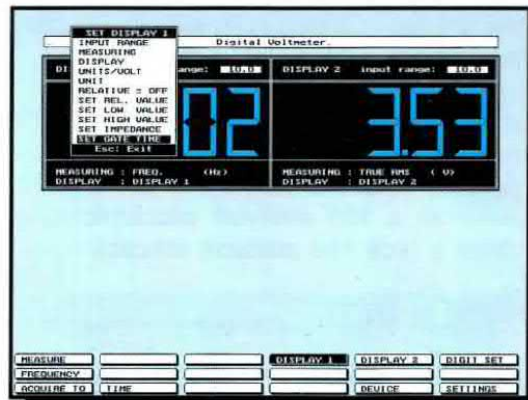 SET DISPLAY 1
INPUT RANGE
MEASURING
DISPLAY
UNITS/VOLT
UNIT
RELATIVE = OFF
SET REL. VALUE
SET LOW VALUE
SET HIGH VALUE
SET IMPEDANCE
SET GATE TIME
Esc: Exit
Digital Voltmeter.
DI ange: 10.0
02
MEASURING : FREQ. (Hz)
DISPLAY : DISPLAY 1
DISPLAY 2 input range: 10.0
3.53
MEASURING : TRUE RMS ( V)
DISPLAY : DISPLAY 2
MEASURE DISPLAY 1 DISPLAY 2 DIGIT SET
FREQUENCY
ACQUIRE TO TIME DEVICE SETTINGS